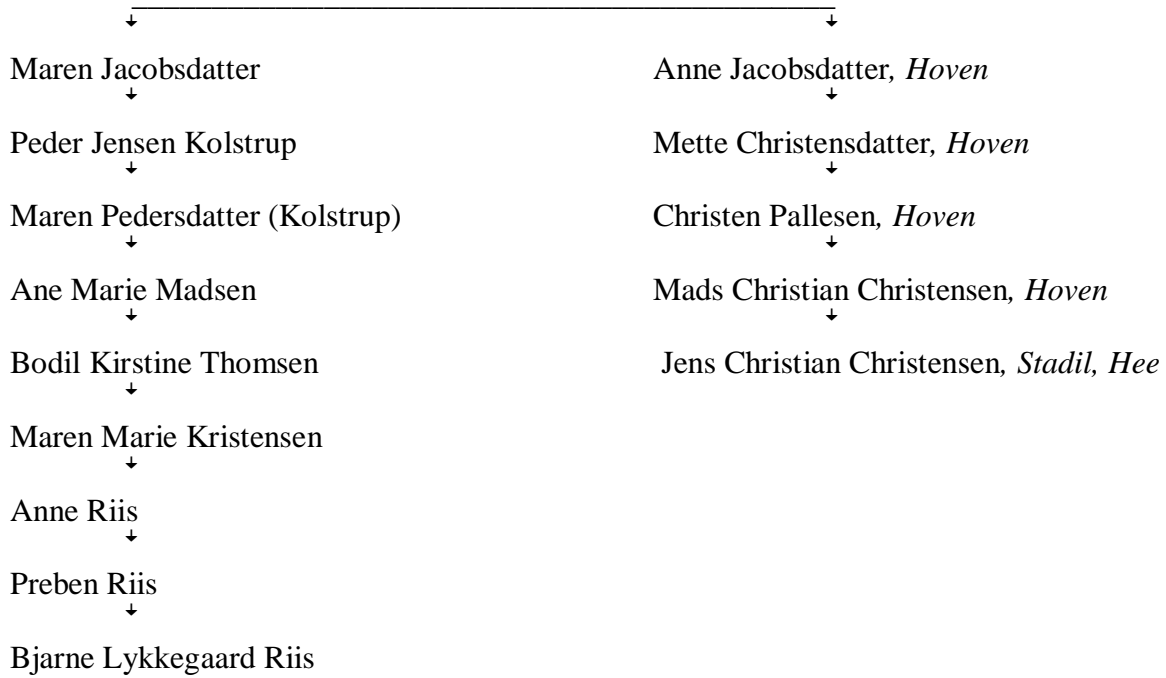 Maren Jacobsdatter Anne Jacobsdatter, Hoven
Peder Jensen Kolstrup Mette Christensdatter, Hoven
Maren Pedersdatter (Kolstrup) Christen Pallesen, Hoven
Ane Marie Madsen Mads Christian Christensen, Hoven
Bodil Kirstine Thomsen Jens Christian Christensen, Stadil, Hee
Maren Marie Kristensen
Anne Riis
Preben Riis
Bjarne Lykkegaard Riis